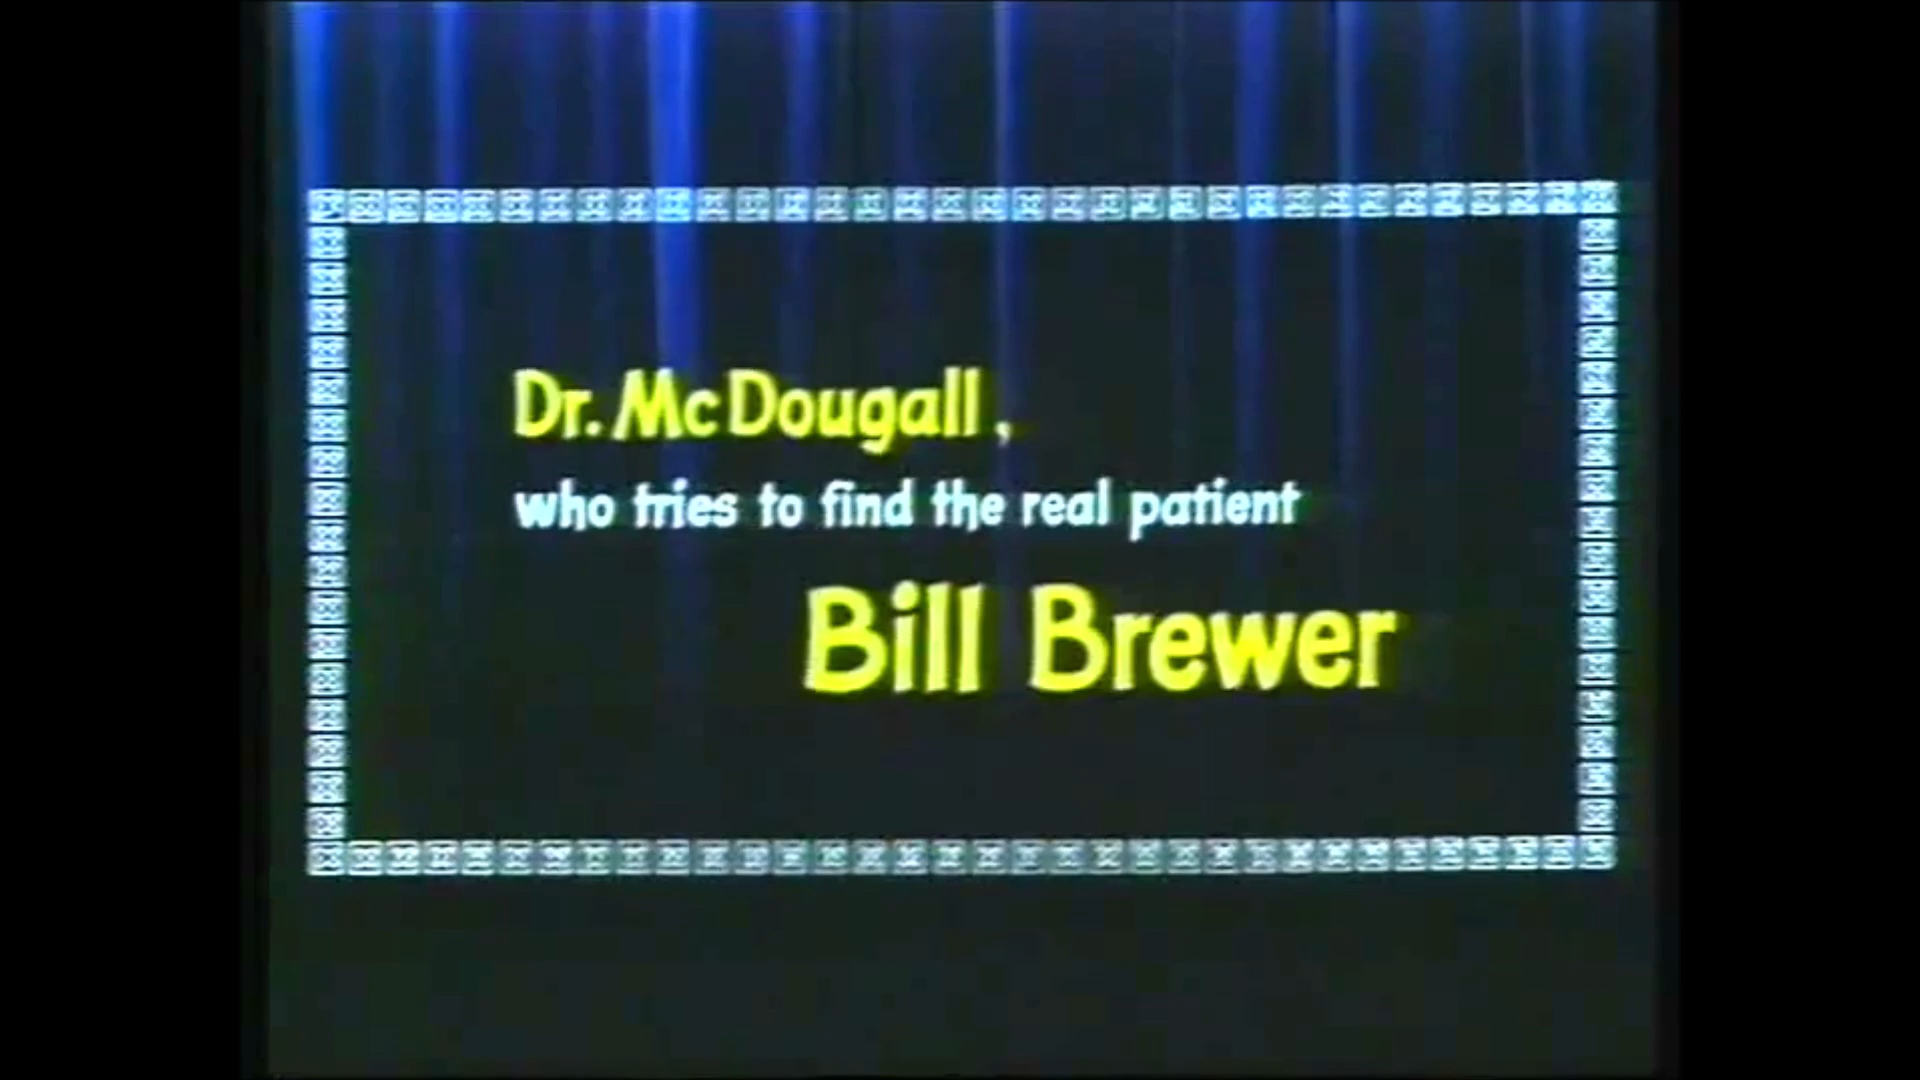 Dr. McDougall,
who tries to find the real patient
Bill Brewer